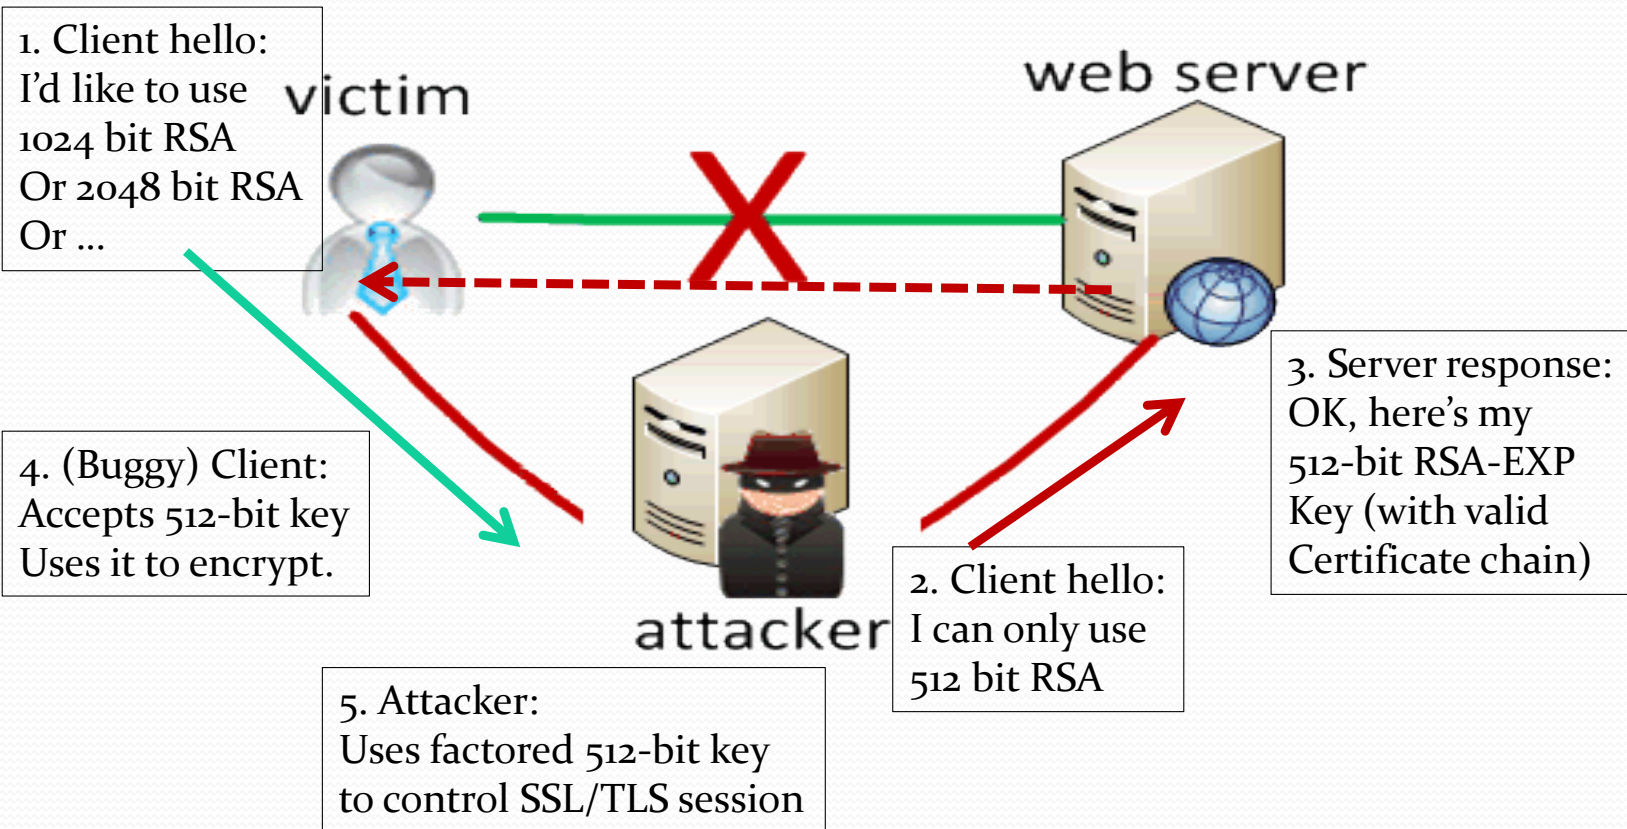 1. Client hello:
I'd like to use
1024 bit RSA
Or 2048 bit RSA
Or ...
victim
web server
2. Client hello:
I can only use
512 bit RSA
3. Server response:
OK, here's my
512-bit RSA-EXP
Key (with valid
Certificate chain)
4. (Buggy) Client:
Accepts 512-bit key
Uses it to encrypt.
attacker
5. Attacker:
Uses factored 512-bit key
to control SSL/TLS session